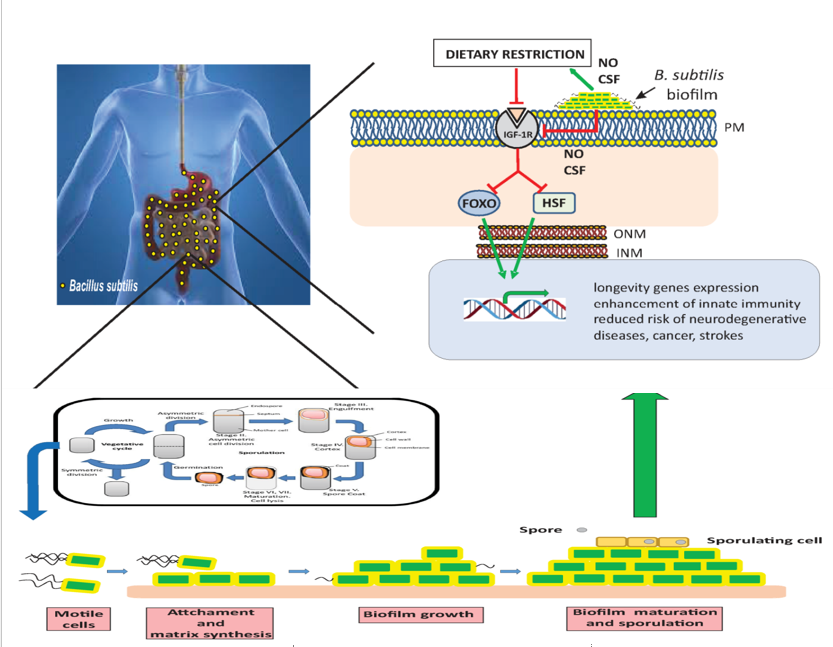 DIETARY RESTRICTION
NO
CSF
B. subtilis
biofilm
IGF-1R
PM
NO
CSF
FOXO
HSF
ONM
INM
Bacillus subtilis
longevity genes expression
enhancement of innate immunity
reduced risk of neurodegenerative
diseases, cancer, strokes
Growth
Vegetative
cycle
Symmetric
division
Asymmetric
division
Endospore
Septum
Mother cell
Stage II.
Asymmetric
cell division
Sporulation
Stage III.
Engulfment
Stage IV.
Cortex
Cortex
Cell wall
Cell membrane
Coat
Stage V.
Spore Coat
Stage VI, VII.
Maturation.
Cell lysis
Germination
Spore
Spore
Sporulating cell
Motile
cells
Attchament
and
matrix synthesis
Biofilm growth
Biofilm maturation
and sporulation